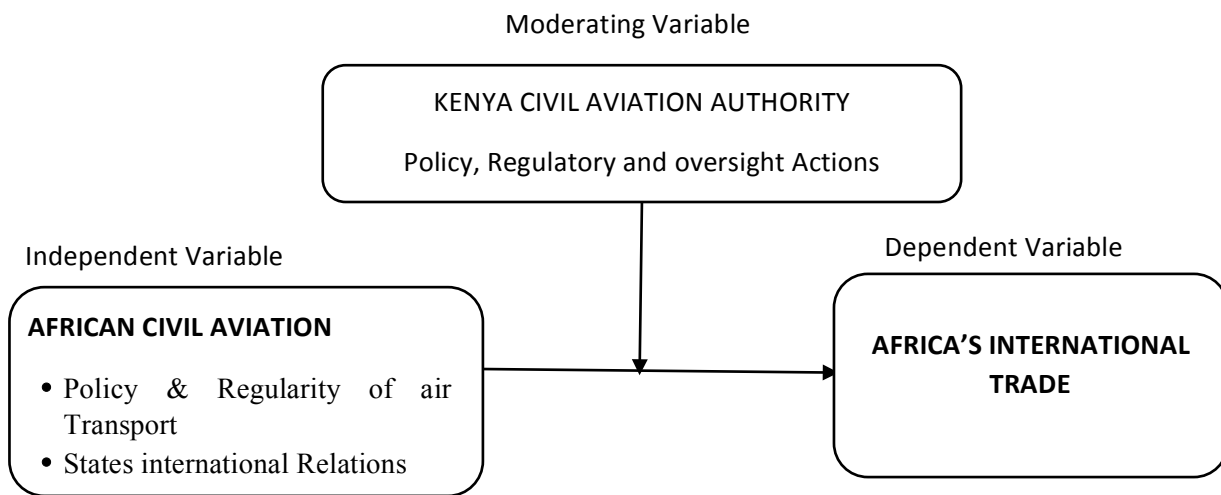 Moderating Variable
KENYA CIVIL AVIATION AUTHORITY
Policy, Regulatory and oversight Actions
Independent Variable
AFRICAN CIVIL AVIATION
• Policy & Regularity of air
Transport
• States international Relations
Dependent Variable
AFRICA’S INTERNATIONAL
TRADE